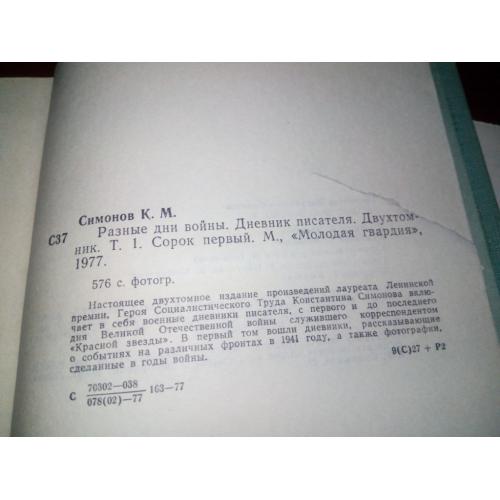 Симонов К. М.
С37
Разные дни войны. Дневник писателя. Двухтом-
ник. Т. 1. Сорок первый. М., «Молодая гвардия»,
1977.
576 с. фотогр.
Настоящее двухтомное издание произведений лауреата Ленинской
премии, Героя Социалистического Труда Константина Симонова вклю-
чает в себя военные дневники писателя, с первого и до последнего
дня Великой Отечественной войны служившего корреспондентом
«Красной звезды». В первый том вошли дневники, рассказывающие
о событиях на различных фронтах в 1941 году, а также фотографии,
сделанные в годы войны.
С 70302—038
078(02)—77 163—77
9(С)27 + Р2